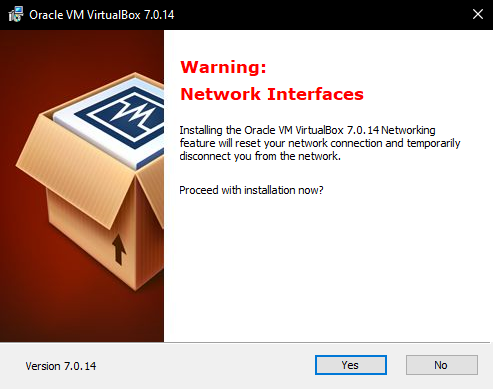 Oracle VM VirtualBox 7.0.14
Warning:
Network Interfaces
Installing the Oracle VM VirtualBox 7.0.14 Networking
feature will reset your network connection and temporarily
disconnect you from the network.
Proceed with installation now?
Version 7.0.14
Yes
No